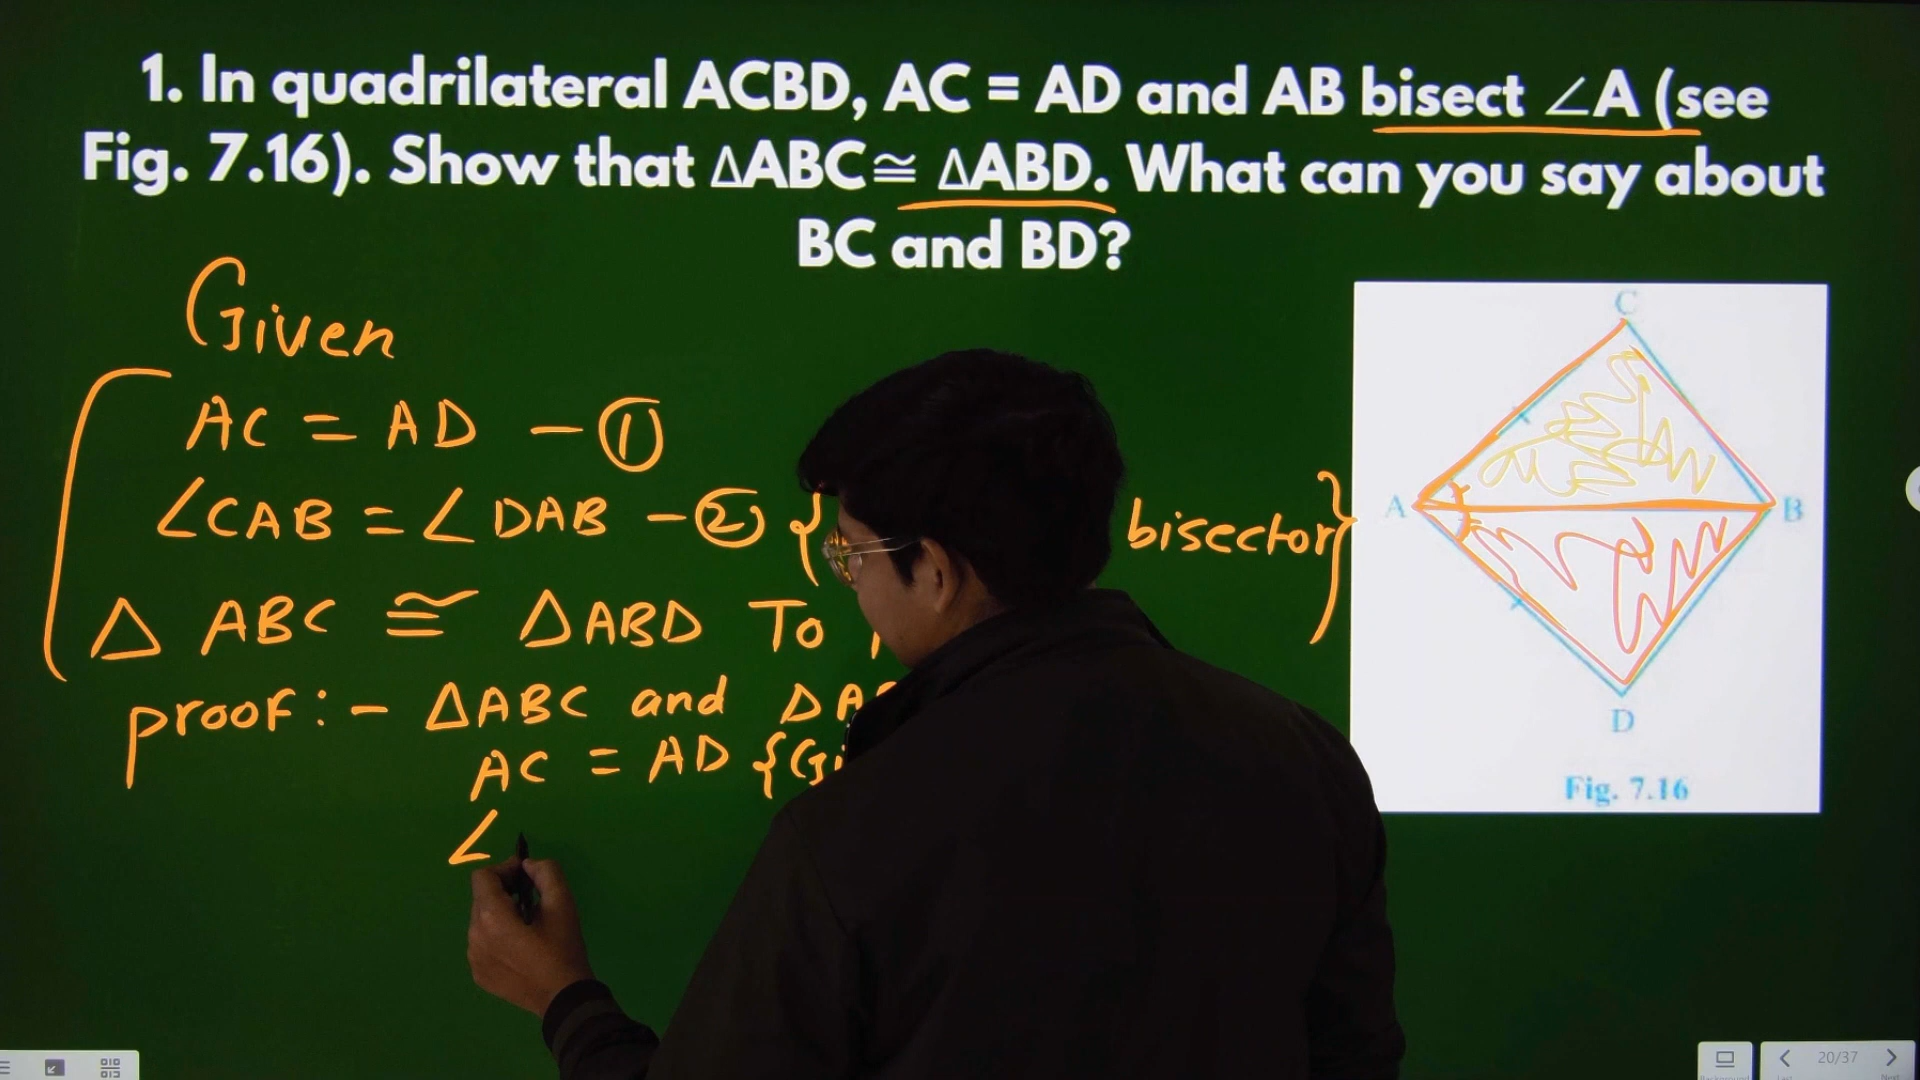 1. In quadrilateral ACBD, AC = AD and AB bisect ∠A (see
Fig. 7.16). Show that ΔABC ≅ ΔABD. What can you say about
BC and BD?
Given
AC = AD - ①
∠CAB = ∠DAB - ② { bisector}
Δ ABC ≅ ΔABD To
proof :- ΔABC and
AC = AD {
∠
C
A
B
D
Fig. 7.16
20/37